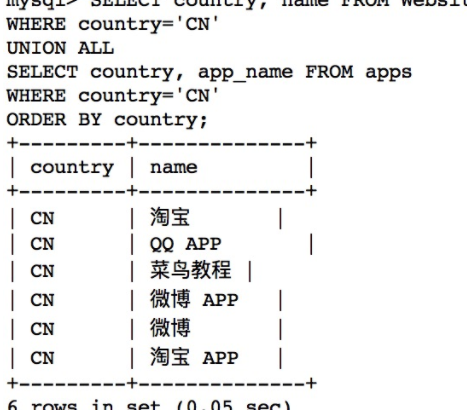 mysql> SELECT country, name FROM Websit
WHERE country='CN'
UNION ALL
SELECT country, app_name FROM apps
WHERE country='CN'
ORDER BY country;
+---------+--------------+
| country | name |
+---------+--------------+
| CN | 淘宝 |
| CN | QQ APP |
| CN | 菜鸟教程 |
| CN | 微博 APP |
| CN | 微博 |
| CN | 淘宝 APP |
+---------+--------------+
6 rows in set (0.05 sec)